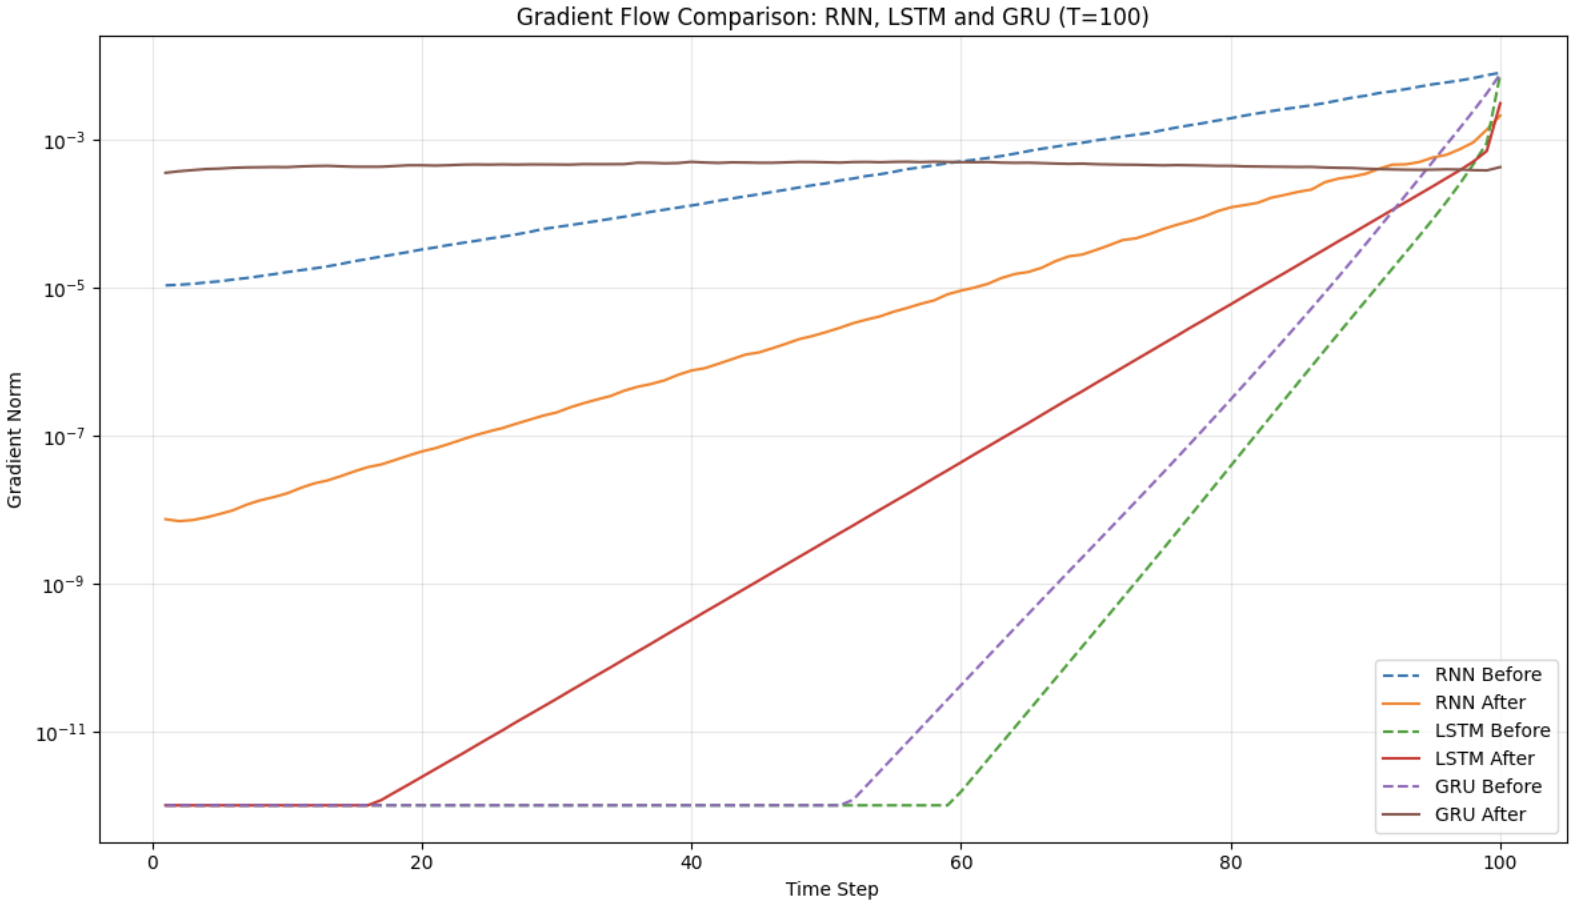 Gradient Flow Comparison: RNN, LSTM and GRU (T=100)
Gradient Norm
10⁻³
10⁻⁵
10⁻⁷
10⁻⁹
10⁻¹¹
RNN Before
RNN After
LSTM Before
LSTM After
GRU Before
GRU After
0 20 40 60 80 100
Time Step